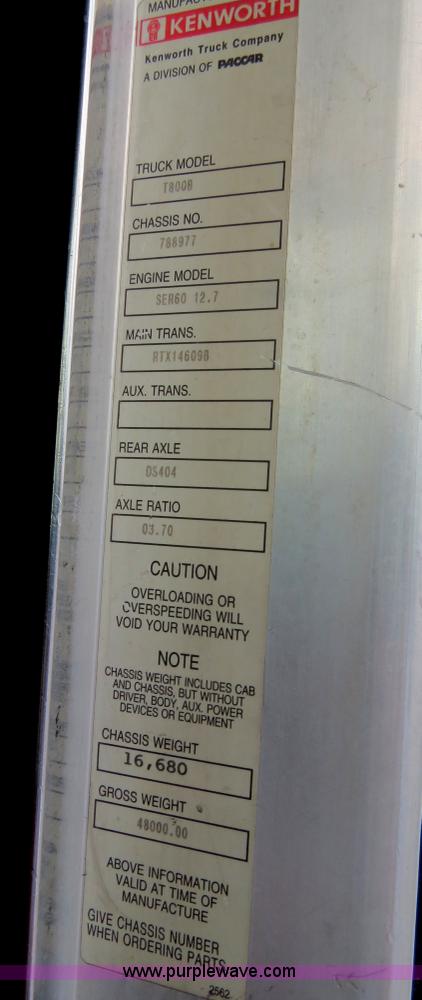 KENWORTH
Kenworth Truck Company
A DIVISION OF PACCAR
TRUCK MODEL
T800B
CHASSIS NO.
788977
ENGINE MODEL
SER60 12.7
MAIN TRANS.
RTX14609B
AUX. TRANS.
REAR AXLE
DS404
AXLE RATIO
03.70
CAUTION
OVERLOADING OR
OVERSPEEDING WILL
VOID YOUR WARRANTY
NOTE
CHASSIS WEIGHT INCLUDES CAB
AND CHASSIS, BUT WITHOUT
DRIVER, BODY, AUX. POWER
DEVICES OR EQUIPMENT
CHASSIS WEIGHT
16,680
GROSS WEIGHT
48000.00
ABOVE INFORMATION
VALID AT TIME OF
MANUFACTURE
GIVE CHASSIS NUMBER
WHEN ORDERING PARTS
www.purplewave.com
2562